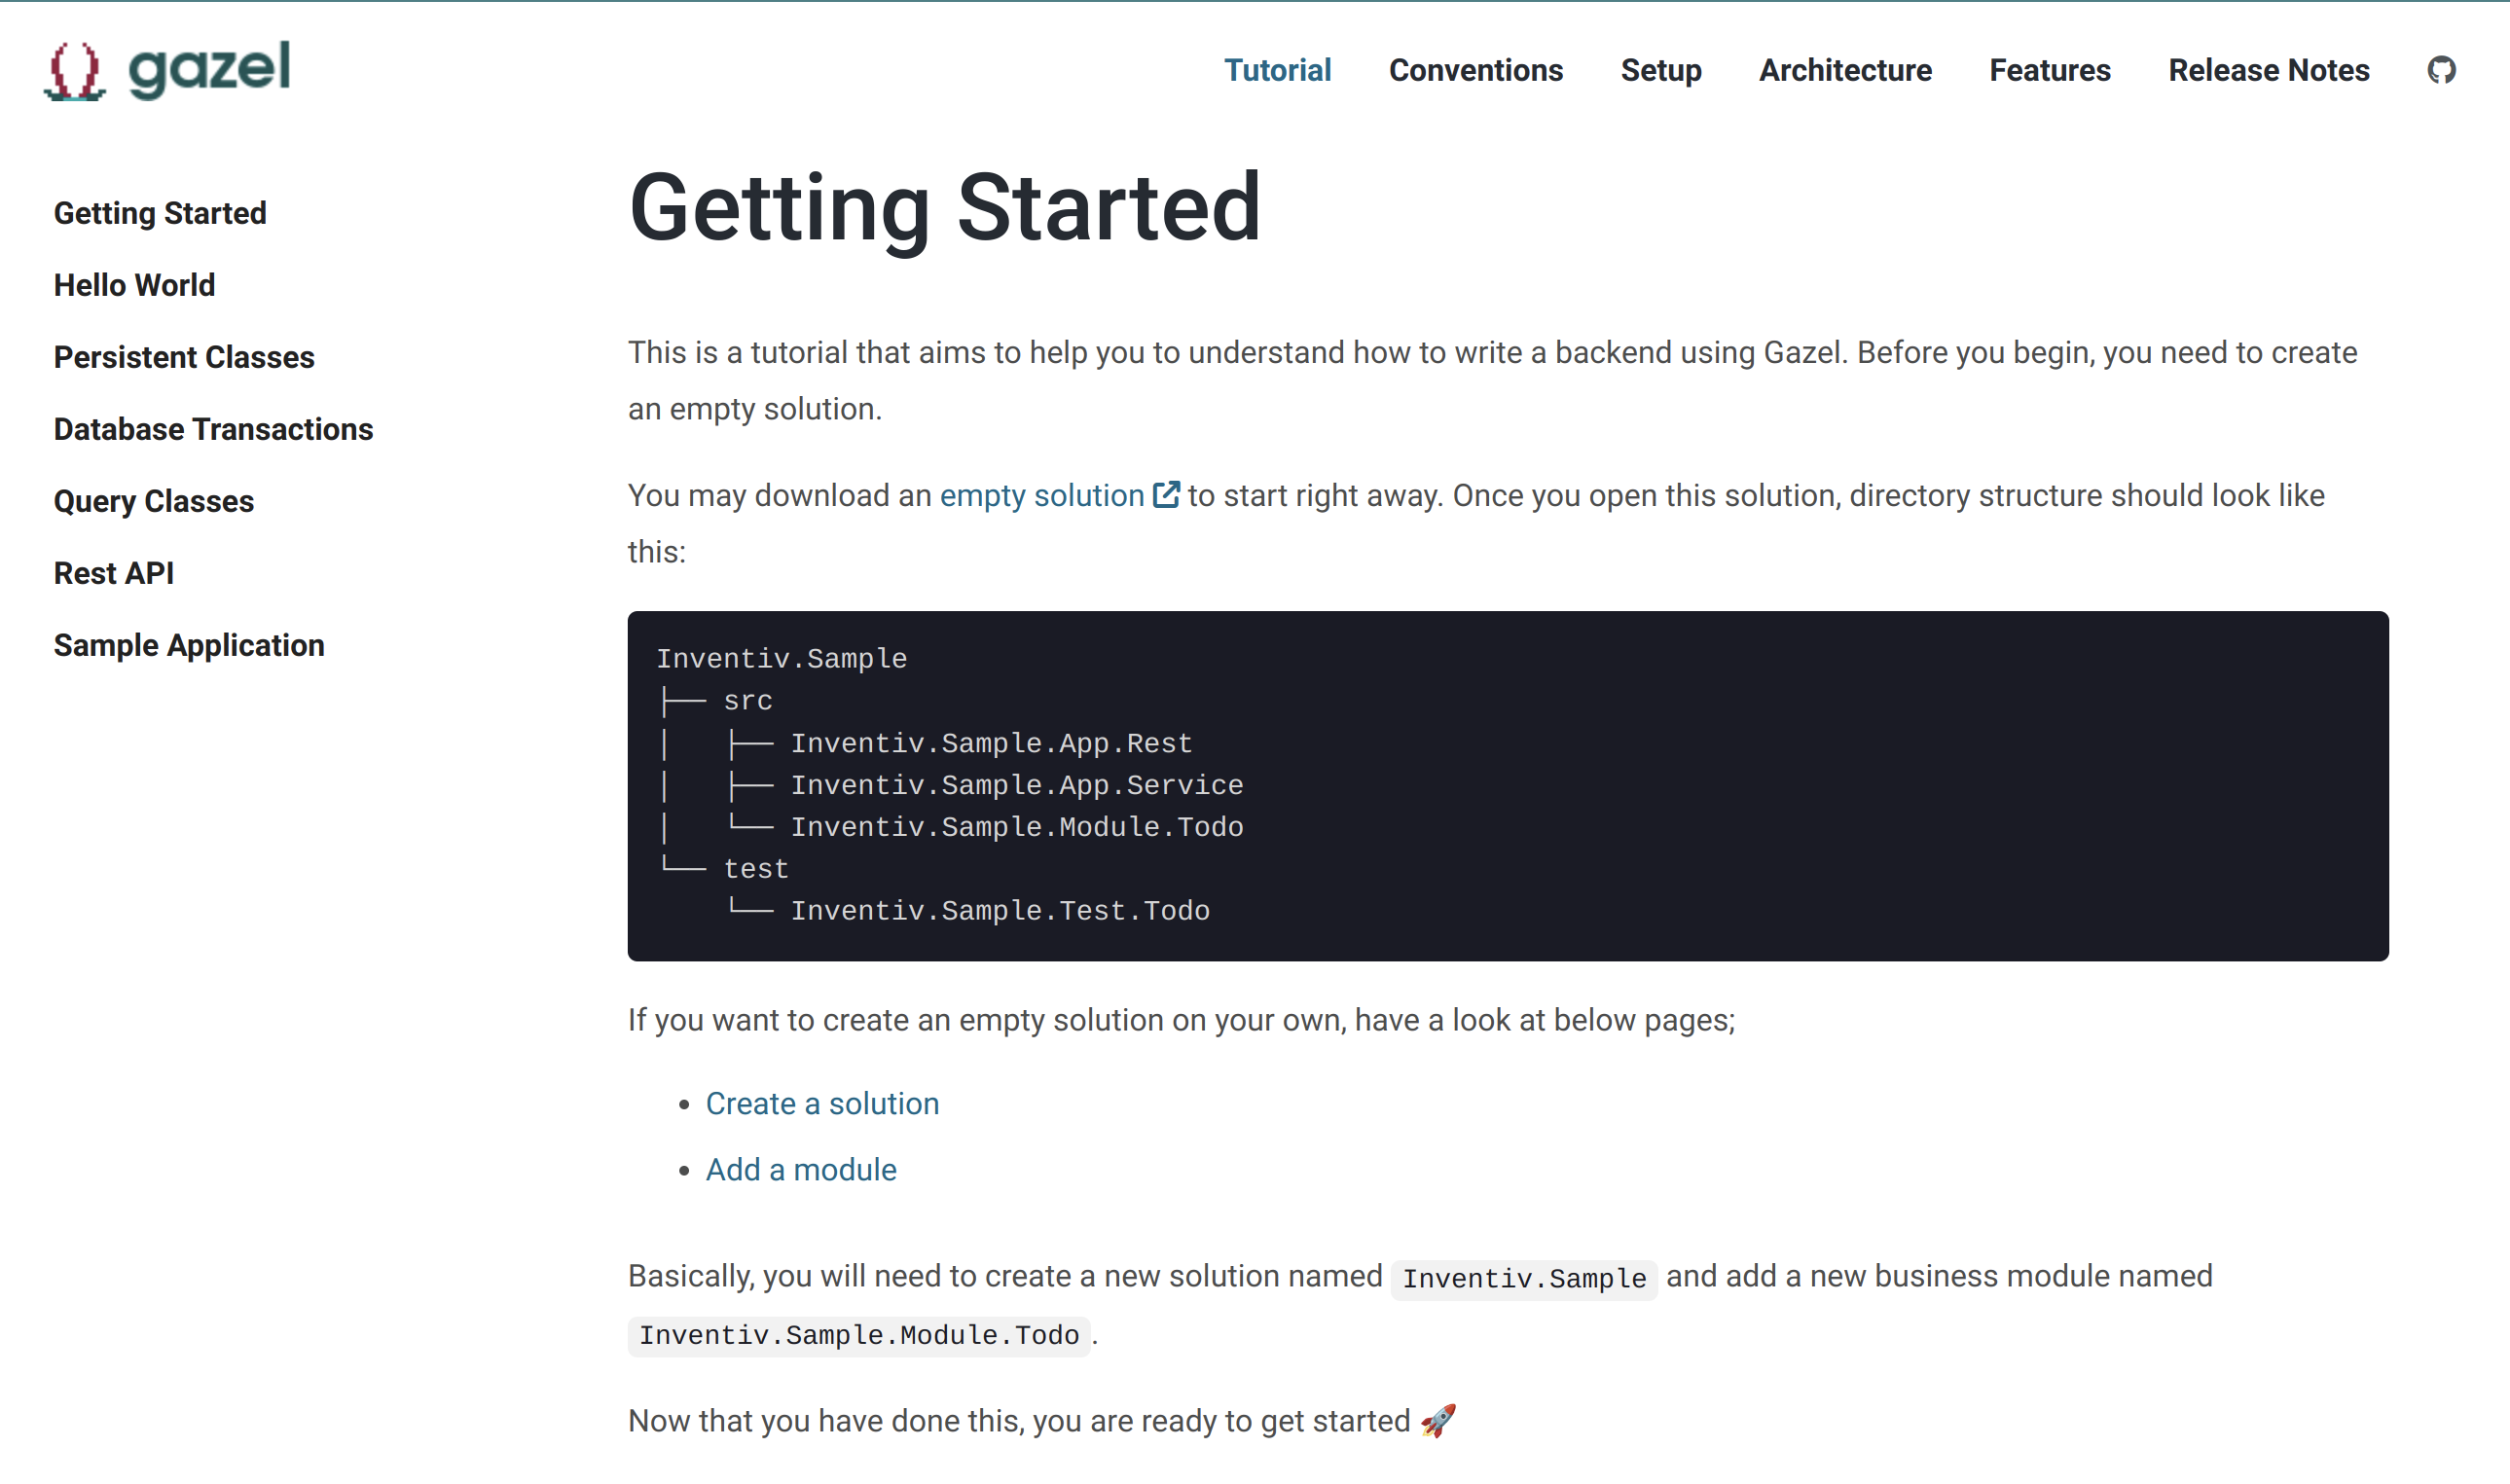 gazel
Tutorial Conventions Setup Architecture Features Release Notes
Getting Started
Hello World
Persistent Classes
Database Transactions
Query Classes
Rest API
Sample Application
Getting Started
This is a tutorial that aims to help you to understand how to write a backend using Gazel. Before you begin, you need to create
an empty solution.
You may download an empty solution to start right away. Once you open this solution, directory structure should look like
this:
Inventiv.Sample
├── src
│   ├── Inventiv.Sample.App.Rest
│   ├── Inventiv.Sample.App.Service
│   └── Inventiv.Sample.Module.Todo
└── test
    └── Inventiv.Sample.Test.Todo
If you want to create an empty solution on your own, have a look at below pages;
• Create a solution
• Add a module
Basically, you will need to create a new solution named Inventiv.Sample and add a new business module named
Inventiv.Sample.Module.Todo.
Now that you have done this, you are ready to get started 🚀